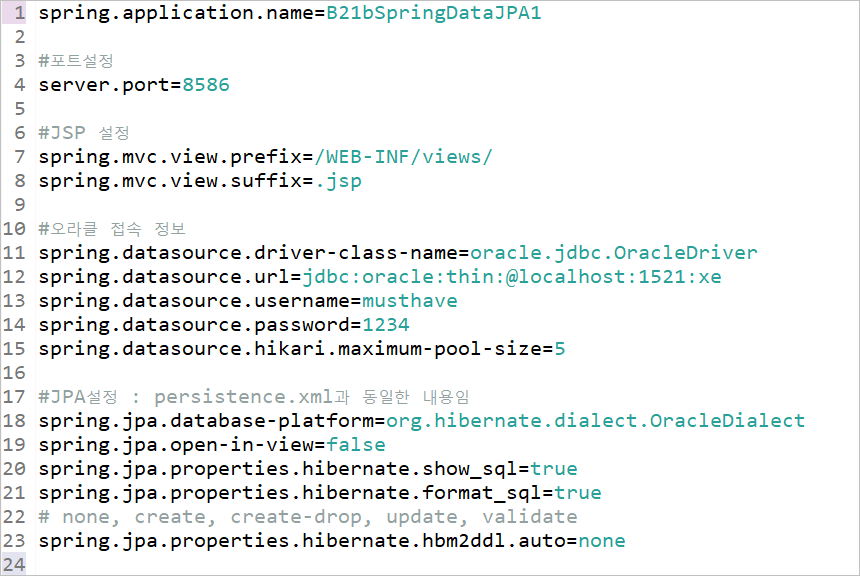 1 spring.application.name=B21bSpringDataJPA1
2
3 #포트설정
4 server.port=8586
5
6 #JSP 설정
7 spring.mvc.view.prefix=/WEB-INF/views/
8 spring.mvc.view.suffix=.jsp
9
10 #오라클 접속 정보
11 spring.datasource.driver-class-name=oracle.jdbc.OracleDriver
12 spring.datasource.url=jdbc:oracle:thin:@localhost:1521:xe
13 spring.datasource.username=musthave
14 spring.datasource.password=1234
15 spring.datasource.hikari.maximum-pool-size=5
16
17 #JPA설정 : persistence.xml과 동일한 내용임
18 spring.jpa.database-platform=org.hibernate.dialect.OracleDialect
19 spring.jpa.open-in-view=false
20 spring.jpa.properties.hibernate.show_sql=true
21 spring.jpa.properties.hibernate.format_sql=true
22 # none, create, create-drop, update, validate
23 spring.jpa.properties.hibernate.hbm2ddl.auto=none
24